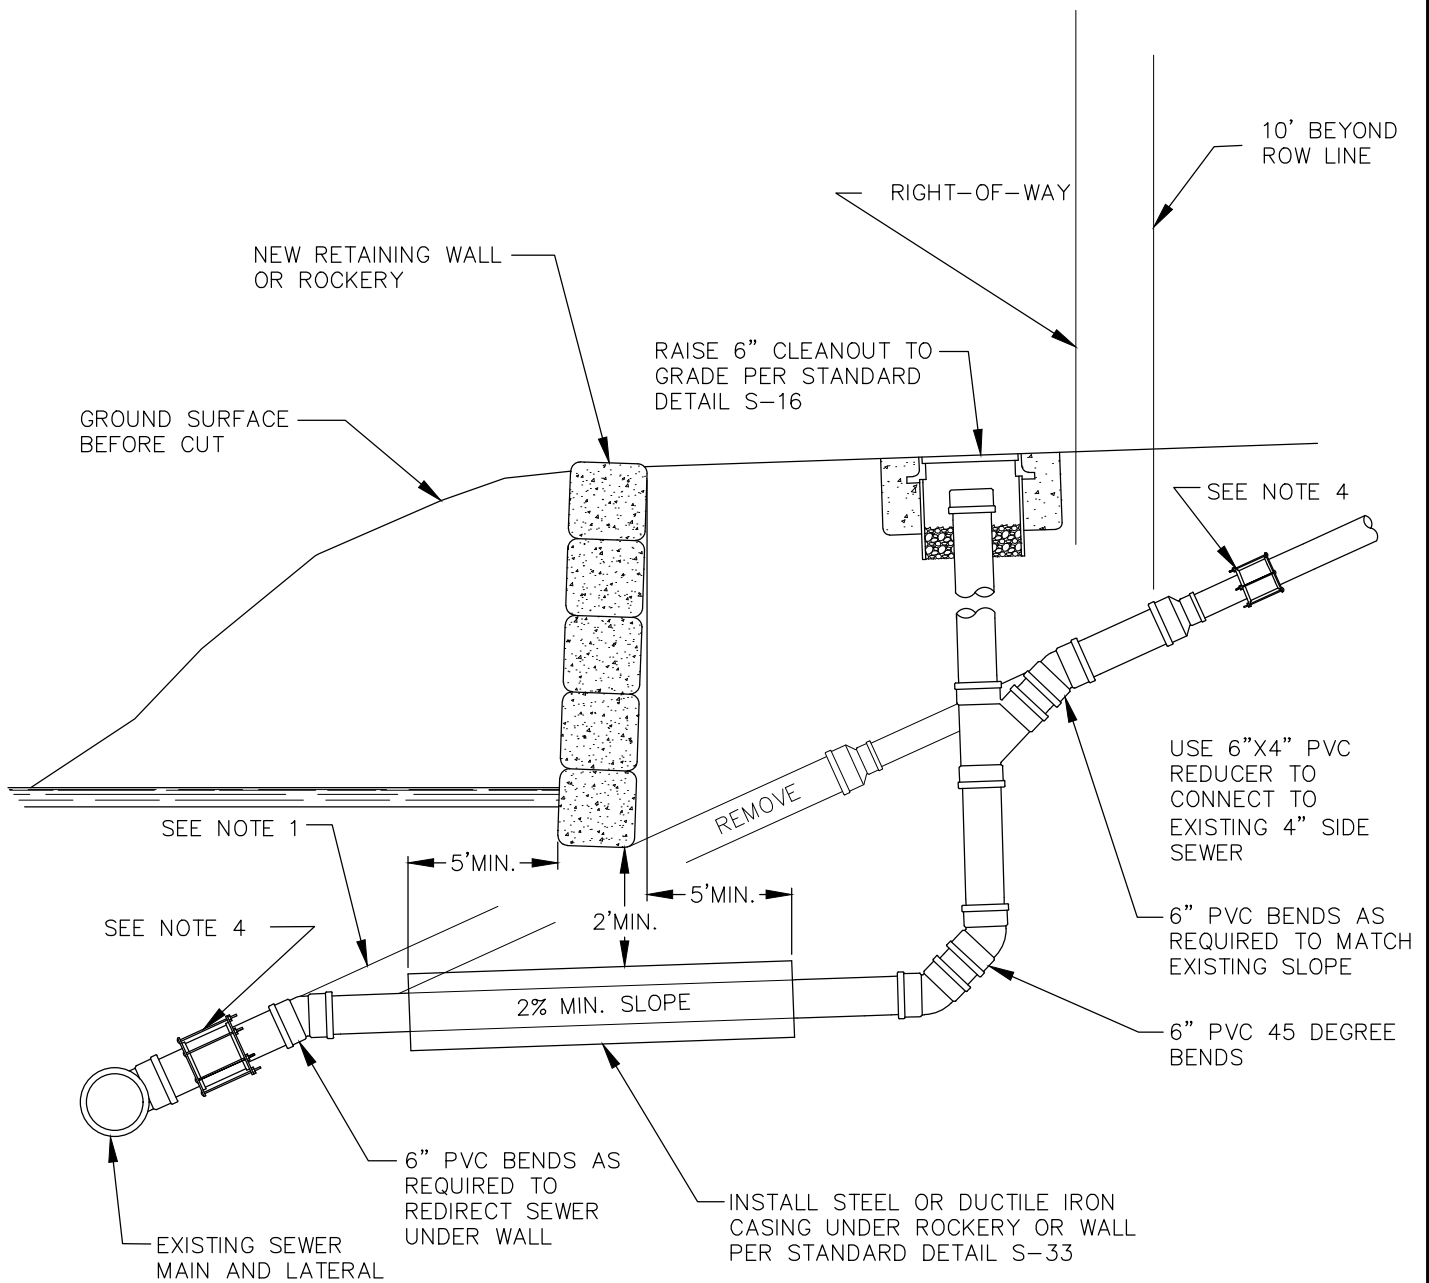 10' BEYOND
ROW LINE
RIGHT-OF-WAY
NEW RETAINING WALL
OR ROCKERY
RAISE 6" CLEANOUT TO
GRADE PER STANDARD
DETAIL S-16
GROUND SURFACE
BEFORE CUT
SEE NOTE 4
USE 6"X4" PVC
REDUCER TO
CONNECT TO
EXISTING 4" SIDE
SEWER
REMOVE
SEE NOTE 1
5'MIN.
5'MIN.
2'MIN.
SEE NOTE 4
6" PVC BENDS AS
REQUIRED TO MATCH
EXISTING SLOPE
2% MIN. SLOPE
6" PVC 45 DEGREE
BENDS
6" PVC BENDS AS
REQUIRED TO
REDIRECT SEWER
UNDER WALL
INSTALL STEEL OR DUCTILE IRON
CASING UNDER ROCKERY OR WALL
PER STANDARD DETAIL S-33
EXISTING SEWER
MAIN AND LATERAL